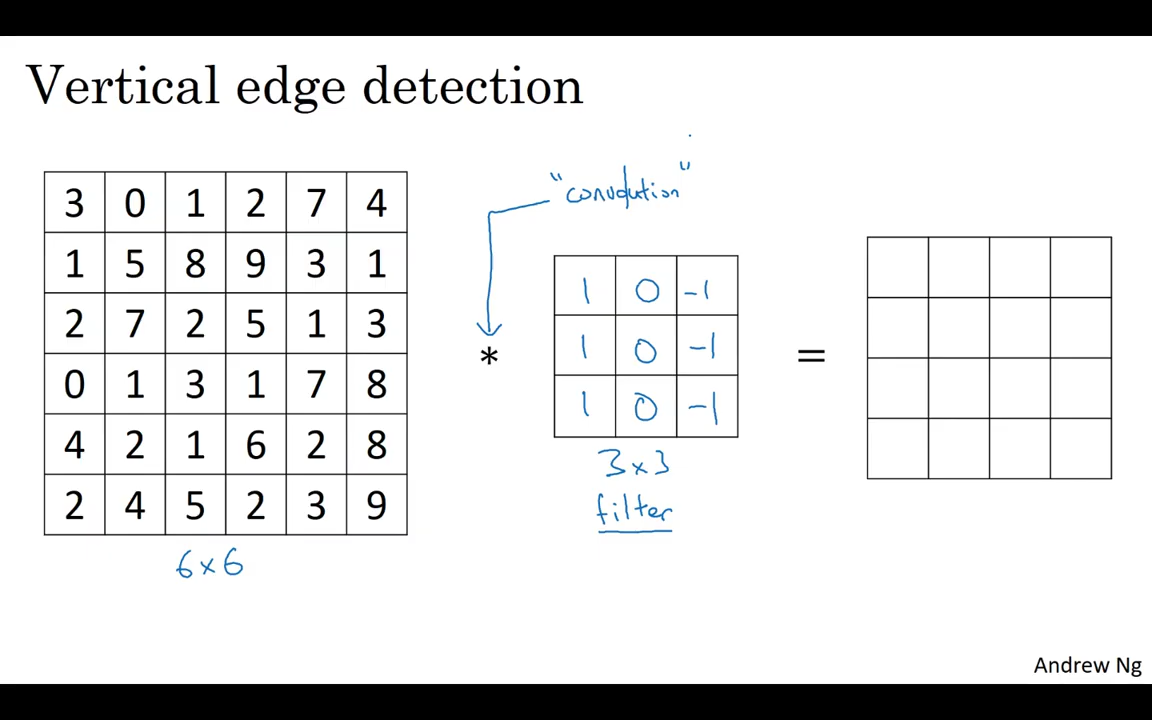 Vertical edge detection
"convolution"
3 0 1 2 7 4
1 5 8 9 3 1
2 7 2 5 1 3
0 1 3 1 7 8
4 2 1 6 2 8
2 4 5 2 3 9
6×6
*
1 0 -1
1 0 -1
1 0 -1
3×3
filter
=
Andrew Ng